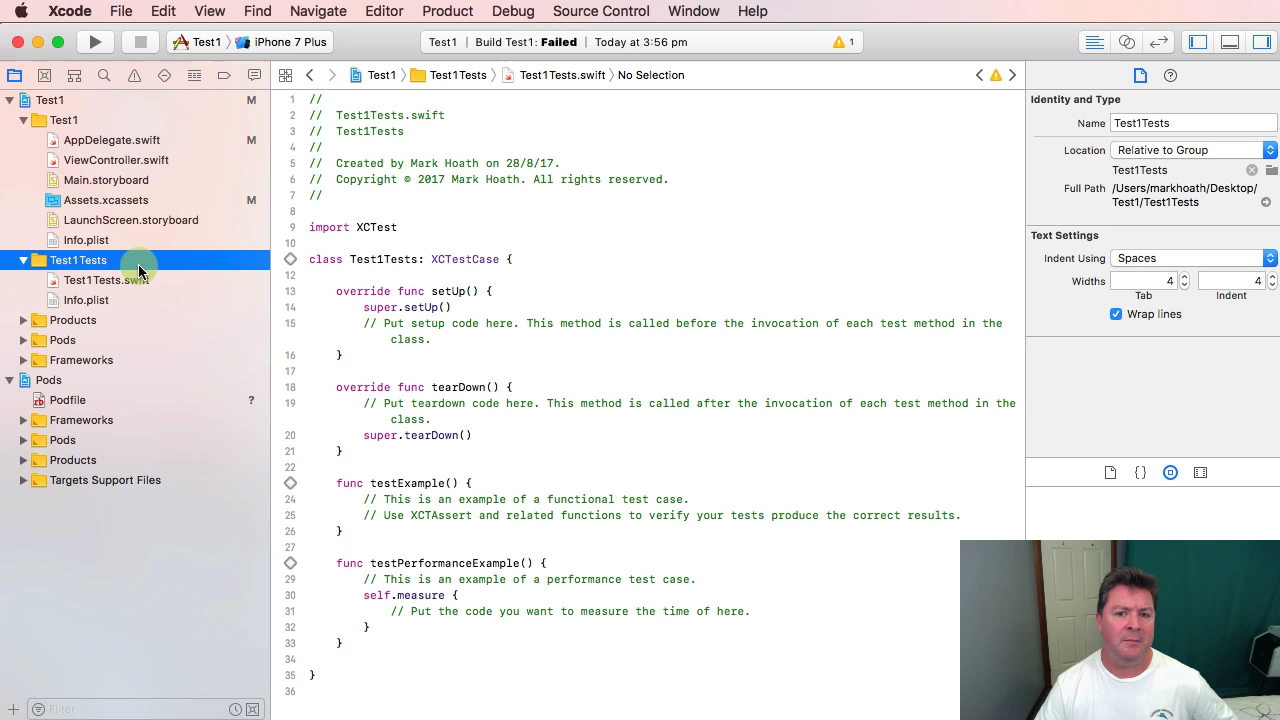 Xcode File Edit View Find Navigate Editor Product Debug Source Control Window Help
Test1 iPhone 7 Plus
Test1 Build Test1: Failed Today at 3:56 pm 1
Test1 Test1Tests Test1Tests.swift No Selection
Test1 M
Test1
AppDelegate.swift M
ViewController.swift
Main.storyboard
Assets.xcassets M
LaunchScreen.storyboard
Info.plist
Test1Tests
Test1Tests.swift
Info.plist
Products
Pods
Frameworks
Pods
Podfile ?
Frameworks
Pods
Products
Targets Support Files
Filter
1 //
2 // Test1Tests.swift
3 // Test1Tests
4 //
5 // Created by Mark Hoath on 28/8/17.
6 // Copyright © 2017 Mark Hoath. All rights reserved.
7 //
8
9 import XCTest
10
11 class Test1Tests: XCTestCase {
12
13 override func setUp() {
14 super.setUp()
15 // Put setup code here. This method is called before the invocation of each test method in the
class.
16 }
17
18 override func tearDown() {
19 // Put teardown code here. This method is called after the invocation of each test method in the
class.
20 super.tearDown()
21 }
22
23 func testExample() {
24 // This is an example of a functional test case.
25 // Use XCTAssert and related functions to verify your tests produce the correct results.
26 }
27
28 func testPerformanceExample() {
29 // This is an example of a performance test case.
30 self.measure {
31 // Put the code you want to measure the time of here.
32 }
33 }
34
35 }
36
Identity and Type
Name Test1Tests
Location Relative to Group
Test1Tests
Full Path /Users/markhoath/Desktop/
Test1/Test1Tests
Text Settings
Indent Using Spaces
Widths 4 4
Tab Indent
Wrap lines